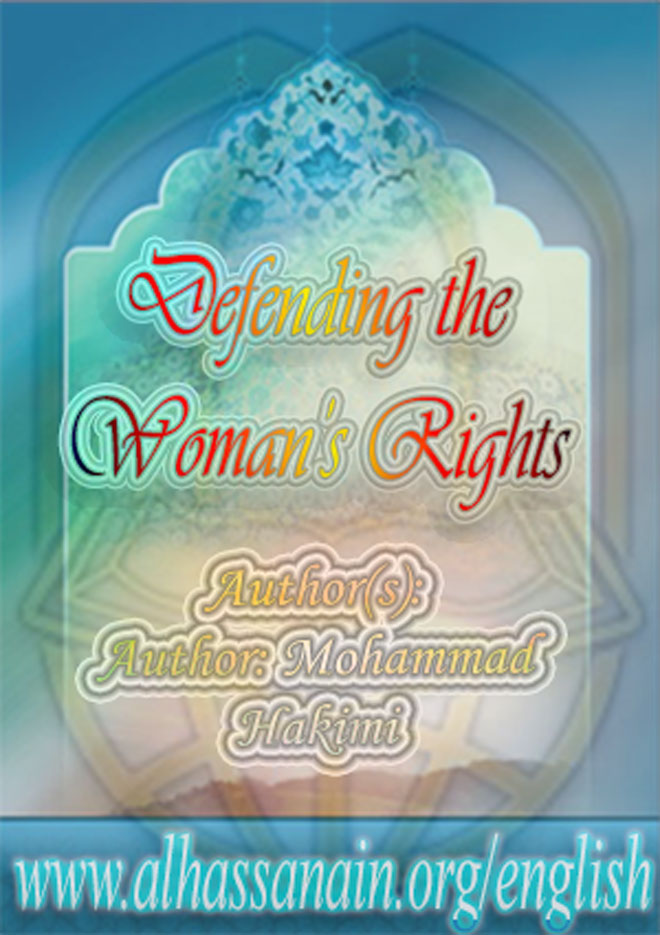 Defending the
Woman's Rights
Author(s):
Author: Mohammad
Hakimi
www.alhassanain.org/english